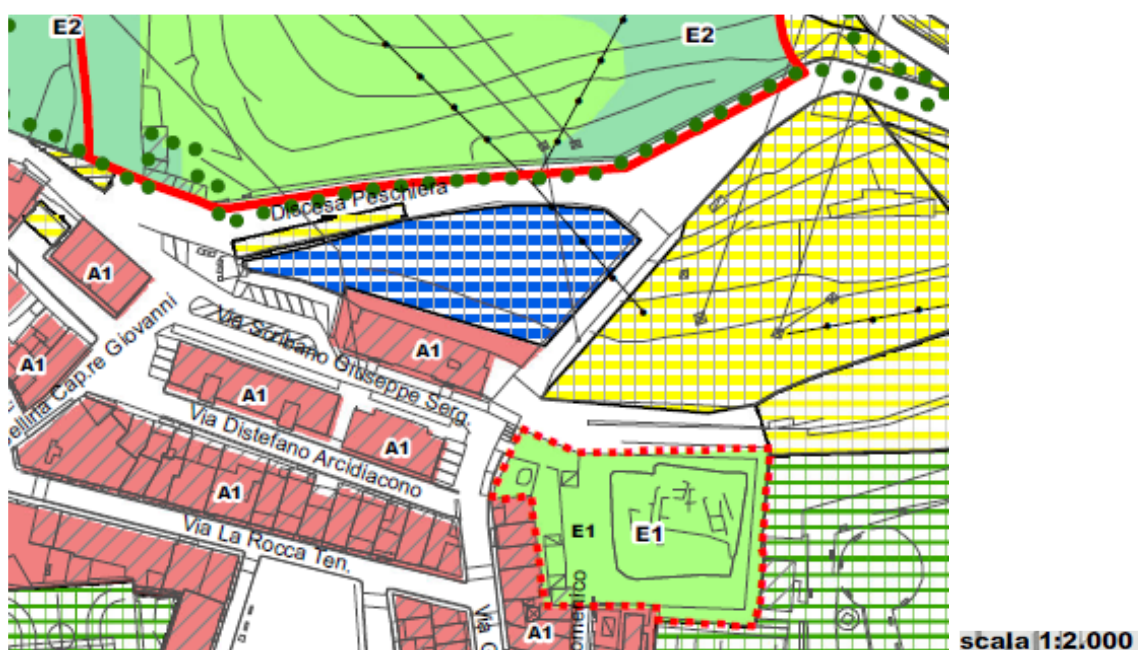 E2
E2
Discesa Peschiera
A1
Via Scribano Giuseppe Serg.
A1
A1
A1
Cap.re Giovanni
Via Distefano Arcidiacono
A1
A1
E1
E1
Via La Rocca Ten.
A1
scala 1:2.000